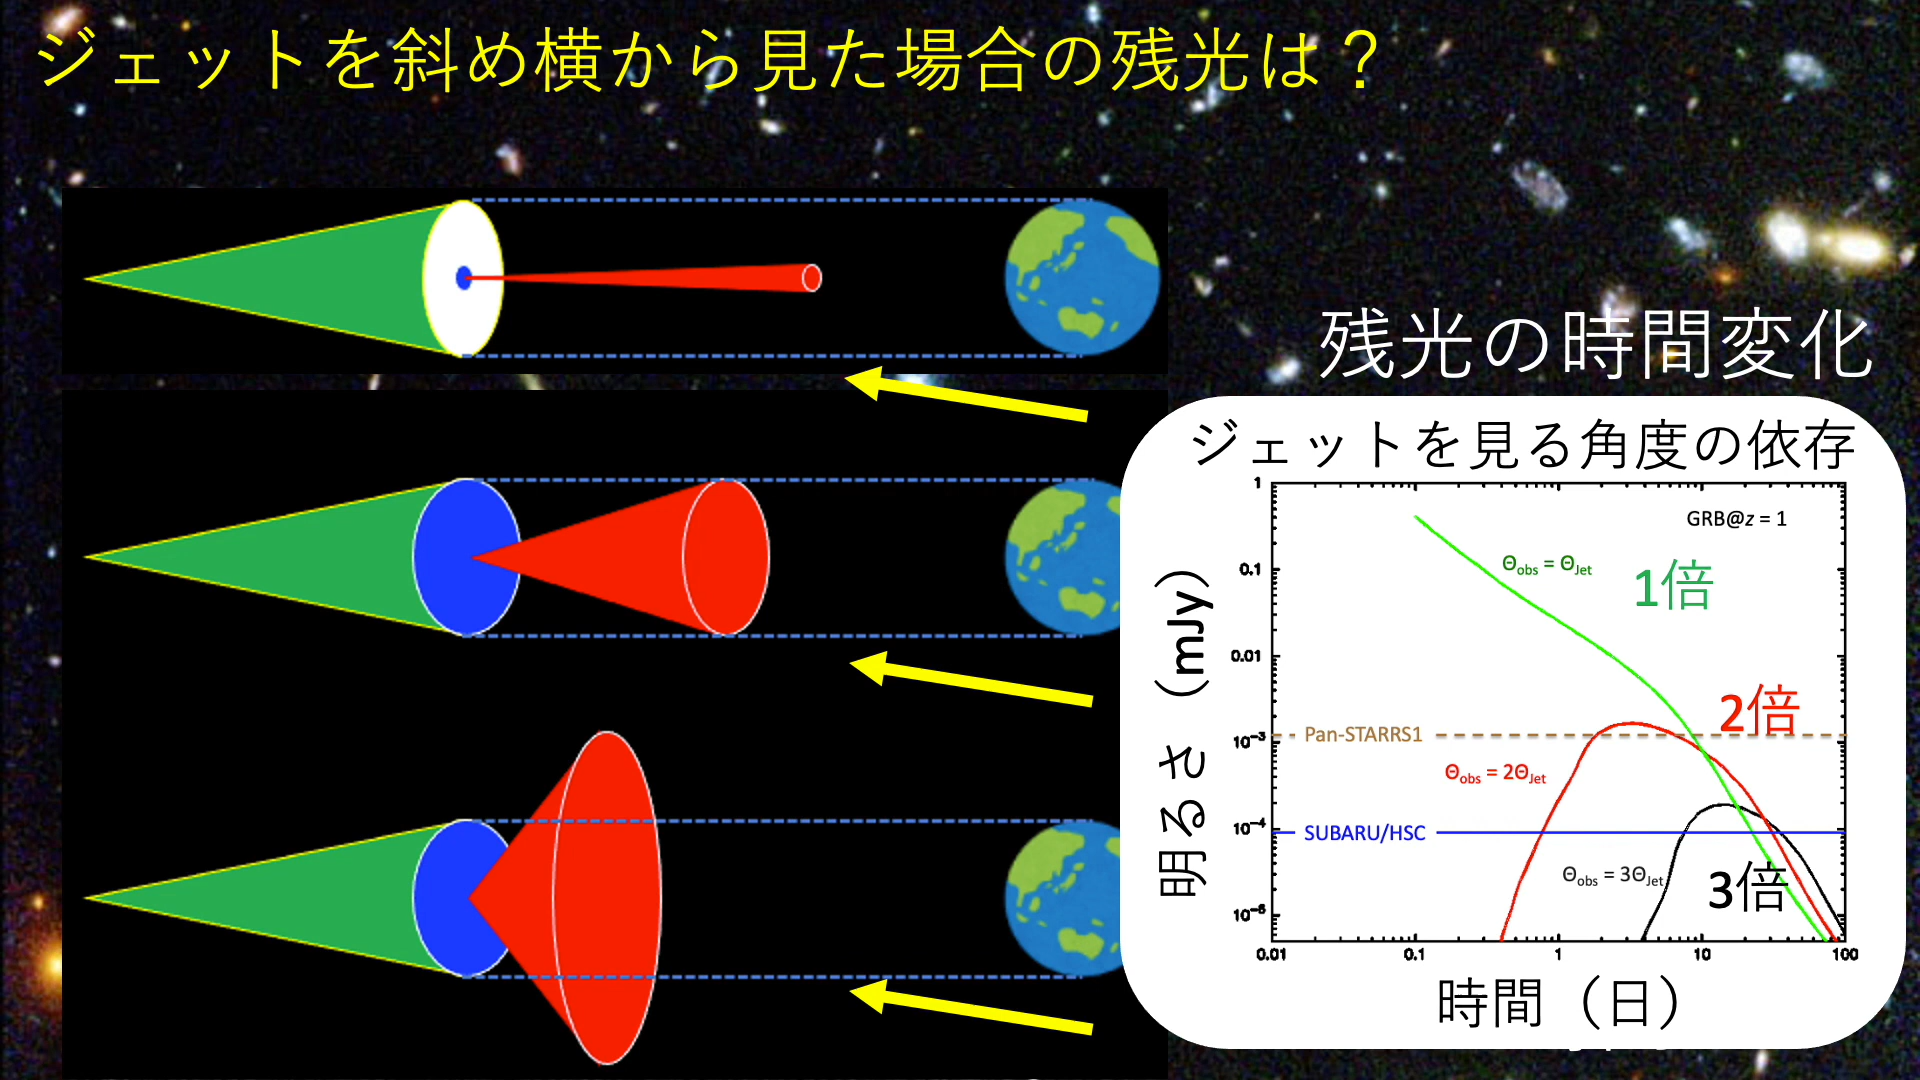 ジェットを斜め横から見た場合の残光は？
残光の時間変化
ジェットを見る角度の依存
GRB@z = 1
Θobs = ΘJet
1倍
2倍
Pan-STARRS1
Θobs = 2ΘJet
SUBARU/HSC
Θobs = 3ΘJet
3倍
明るさ（mJy）
1
0.1
0.01
10⁻³
10⁻⁴
10⁻⁵
0.01 0.1 1 10 100
時間（日）